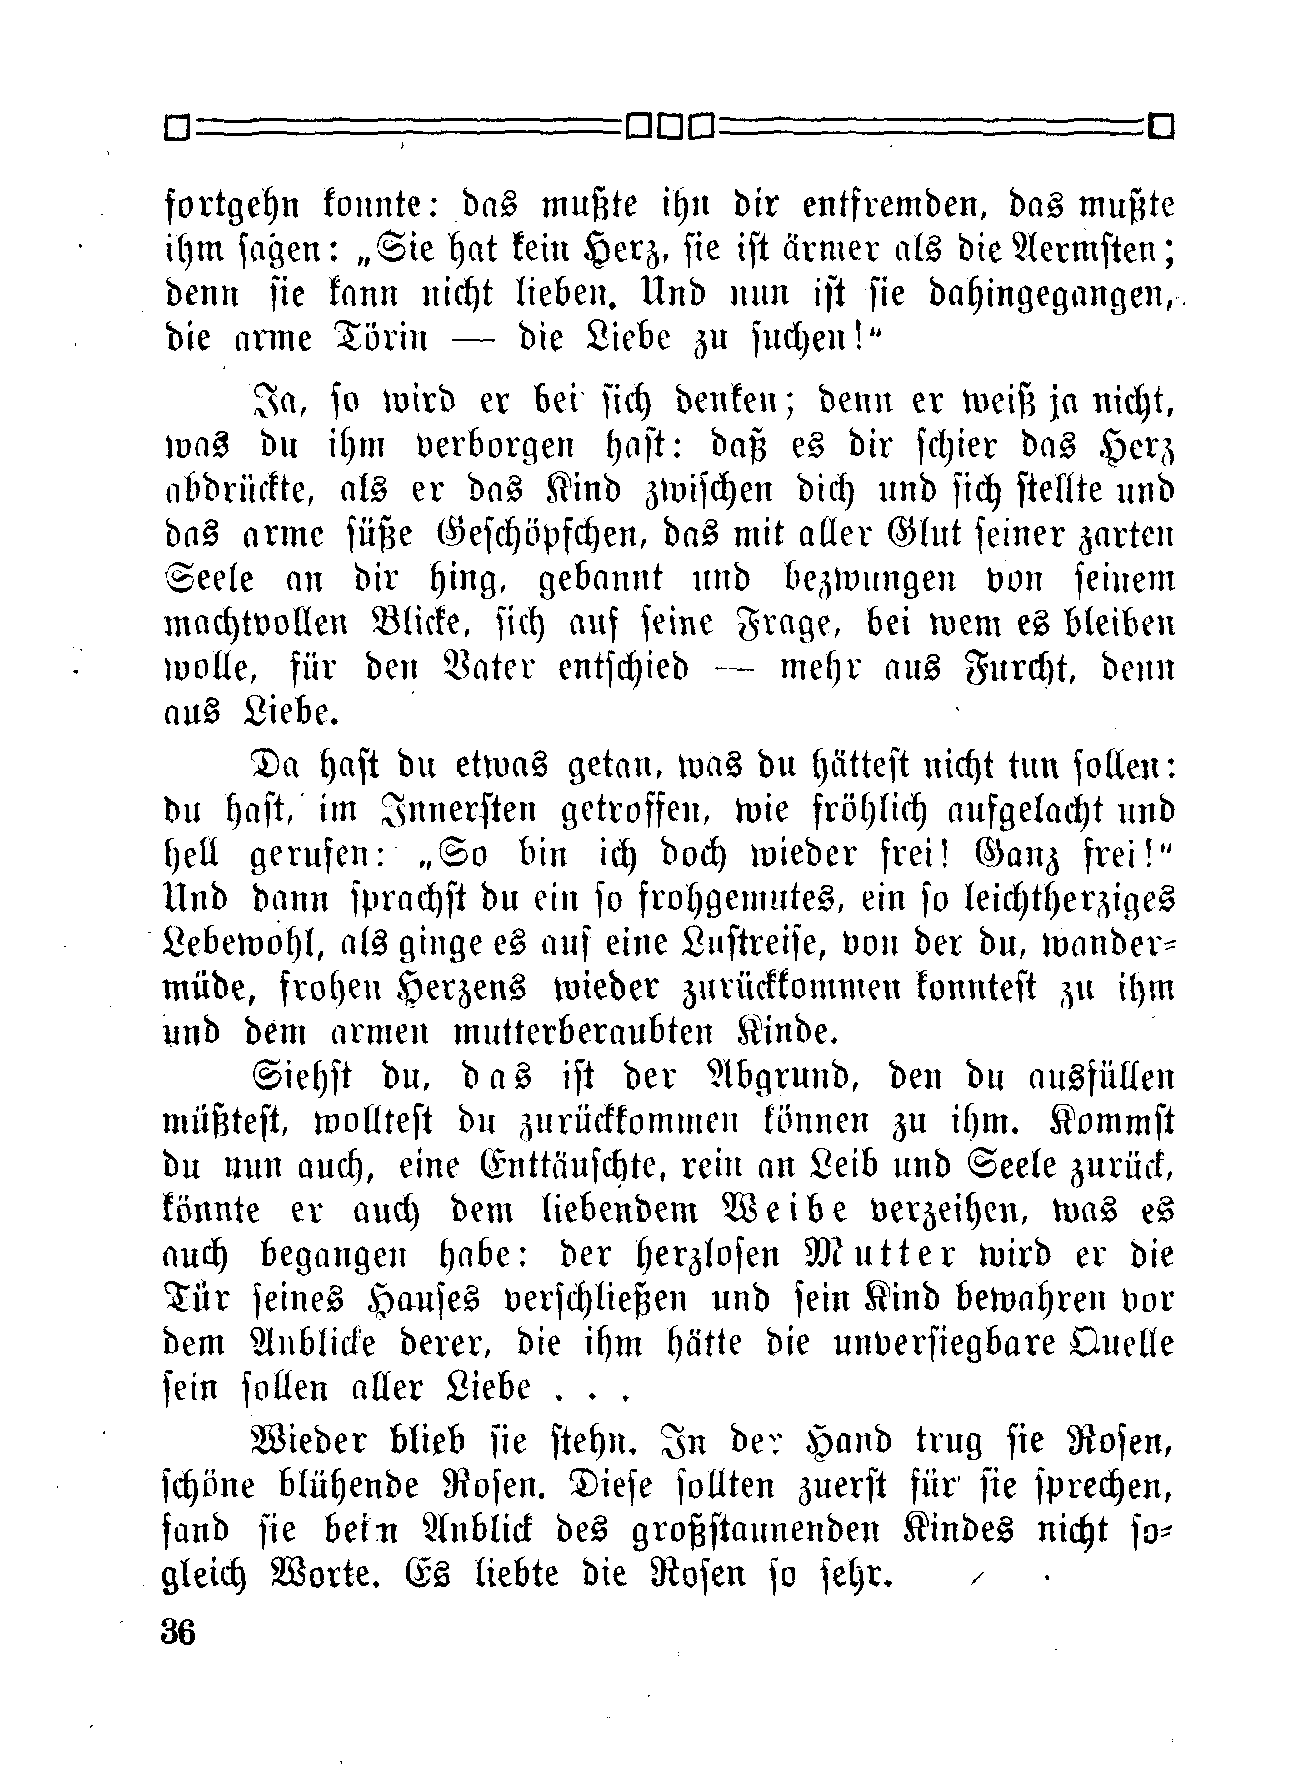 fortgehn konnte: das mußte ihn dir entfremden, das mußte
ihm sagen: „Sie hat kein Herz, sie ist ärmer als die Aermsten;
denn sie kann nicht lieben. Und nun ist sie dahingegangen,
die arme Törin — die Liebe zu suchen!“
Ja, so wird er bei sich denken; denn er weiß ja nicht,
was du ihm verborgen hast: daß es dir schier das Herz
abdrückte, als er das Kind zwischen dich und sich stellte und
das arme süße Geschöpfchen, das mit aller Glut seiner zarten
Seele an dir hing, gebannt und bezwungen von seinem
machtvollen Blicke, sich auf seine Frage, bei wem es bleiben
wolle, für den Vater entschied — mehr aus Furcht, denn
aus Liebe.
Da hast du etwas getan, was du hättest nicht tun sollen:
du hast, im Innersten getroffen, wie fröhlich aufgelacht und
hell gerufen: „So bin ich doch wieder frei! Ganz frei!“
Und dann sprachst du ein so frohgemutes, ein so leichtherziges
Lebewohl, als ginge es auf eine Lustreise, von der du, wander-
müde, frohen Herzens wieder zurückkommen konntest zu ihm
und dem armen mutterberaubten Kinde.
Siehst du, das ist der Abgrund, den du ausfüllen
müßtest, wolltest du zurückkommen können zu ihm. Kommst
du nun auch, eine Enttäuschte, rein an Leib und Seele zurück,
könnte er auch dem liebendem Weibe verzeihen, was es
auch begangen habe: der herzlosen Mutter wird er die
Tür seines Hauses verschließen und sein Kind bewahren vor
dem Anblicke derer, die ihm hätte die unversiegbare Quelle
sein sollen aller Liebe . . .
Wieder blieb sie stehn. In der Hand trug sie Rosen,
schöne blühende Rosen. Diese sollten zuerst für sie sprechen,
fand sie beim Anblick des großstaunenden Kindes nicht so-
gleich Worte. Es liebte die Rosen so sehr.
36